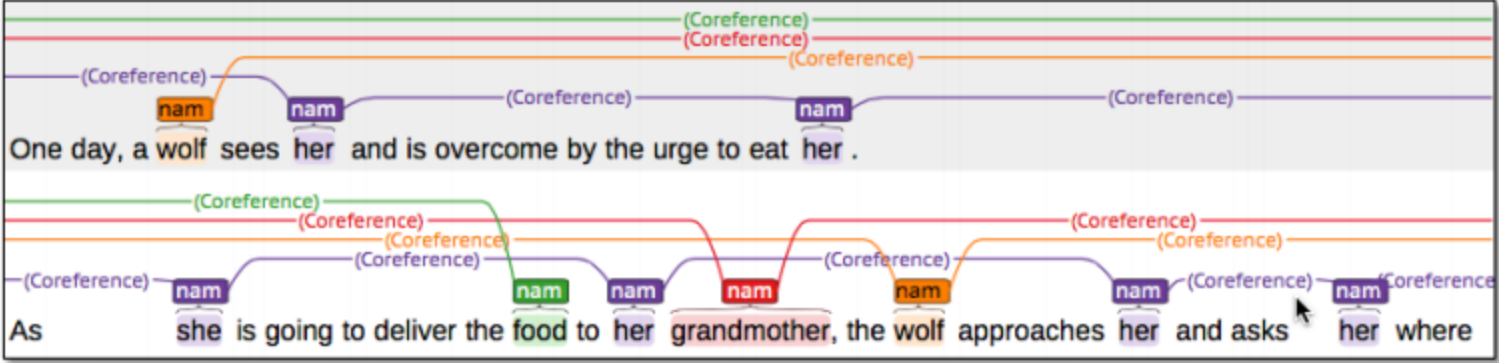 (Coreference)
(Coreference)
(Coreference)
(Coreference)
(Coreference) (Coreference)
nam nam nam
One day, a wolf sees her and is overcome by the urge to eat her .
(Coreference)
(Coreference) (Coreference)
(Coreference) (Coreference)
(Coreference) (Coreference)
(Coreference) (Coreference) (Coreference
nam nam nam nam nam nam nam
As she is going to deliver the food to her grandmother, the wolf approaches her and asks her where